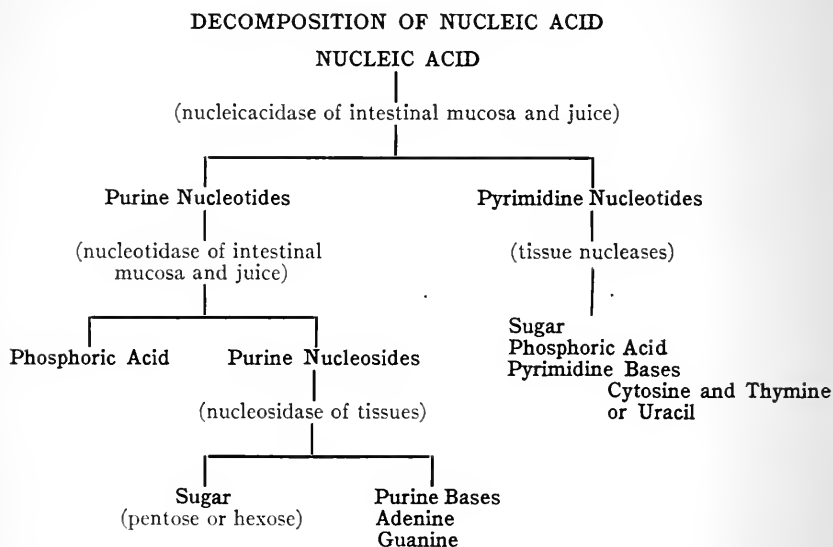 DECOMPOSITION OF NUCLEIC ACID
NUCLEIC ACID
(nucleicacidase of intestinal mucosa and juice)
Purine Nucleotides
Pyrimidine Nucleotides
(nucleotidase of intestinal
mucosa and juice)
(tissue nucleases)
Phosphoric Acid
Purine Nucleosides
Sugar
Phosphoric Acid
Pyrimidine Bases
Cytosine and Thymine
or Uracil
(nucleosidase of tissues)
Sugar
(pentose or hexose)
Purine Bases
Adenine
Guanine